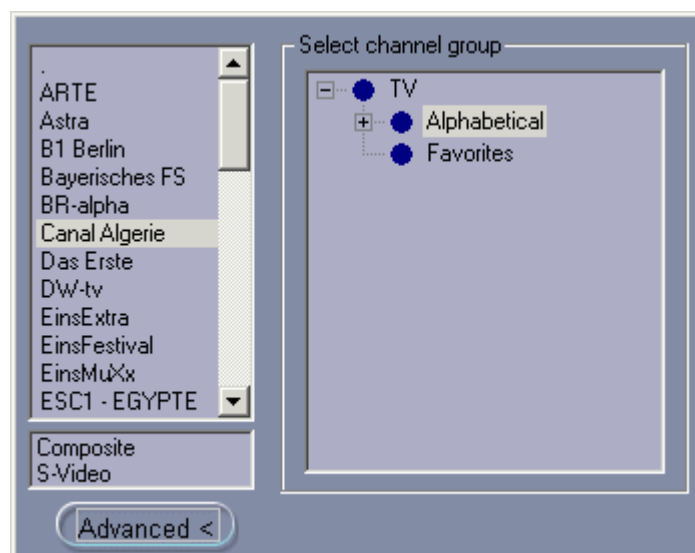 .
ARTE
Astra
B1 Berlin
Bayerisches FS
BR-alpha
Canal Algerie
Das Erste
DW-tv
EinsExtra
EinsFestival
EinsMuXx
ESC1 - EGYPTE
Composite
S-Video
Advanced <
Select channel group
TV
Alphabetical
Favorites